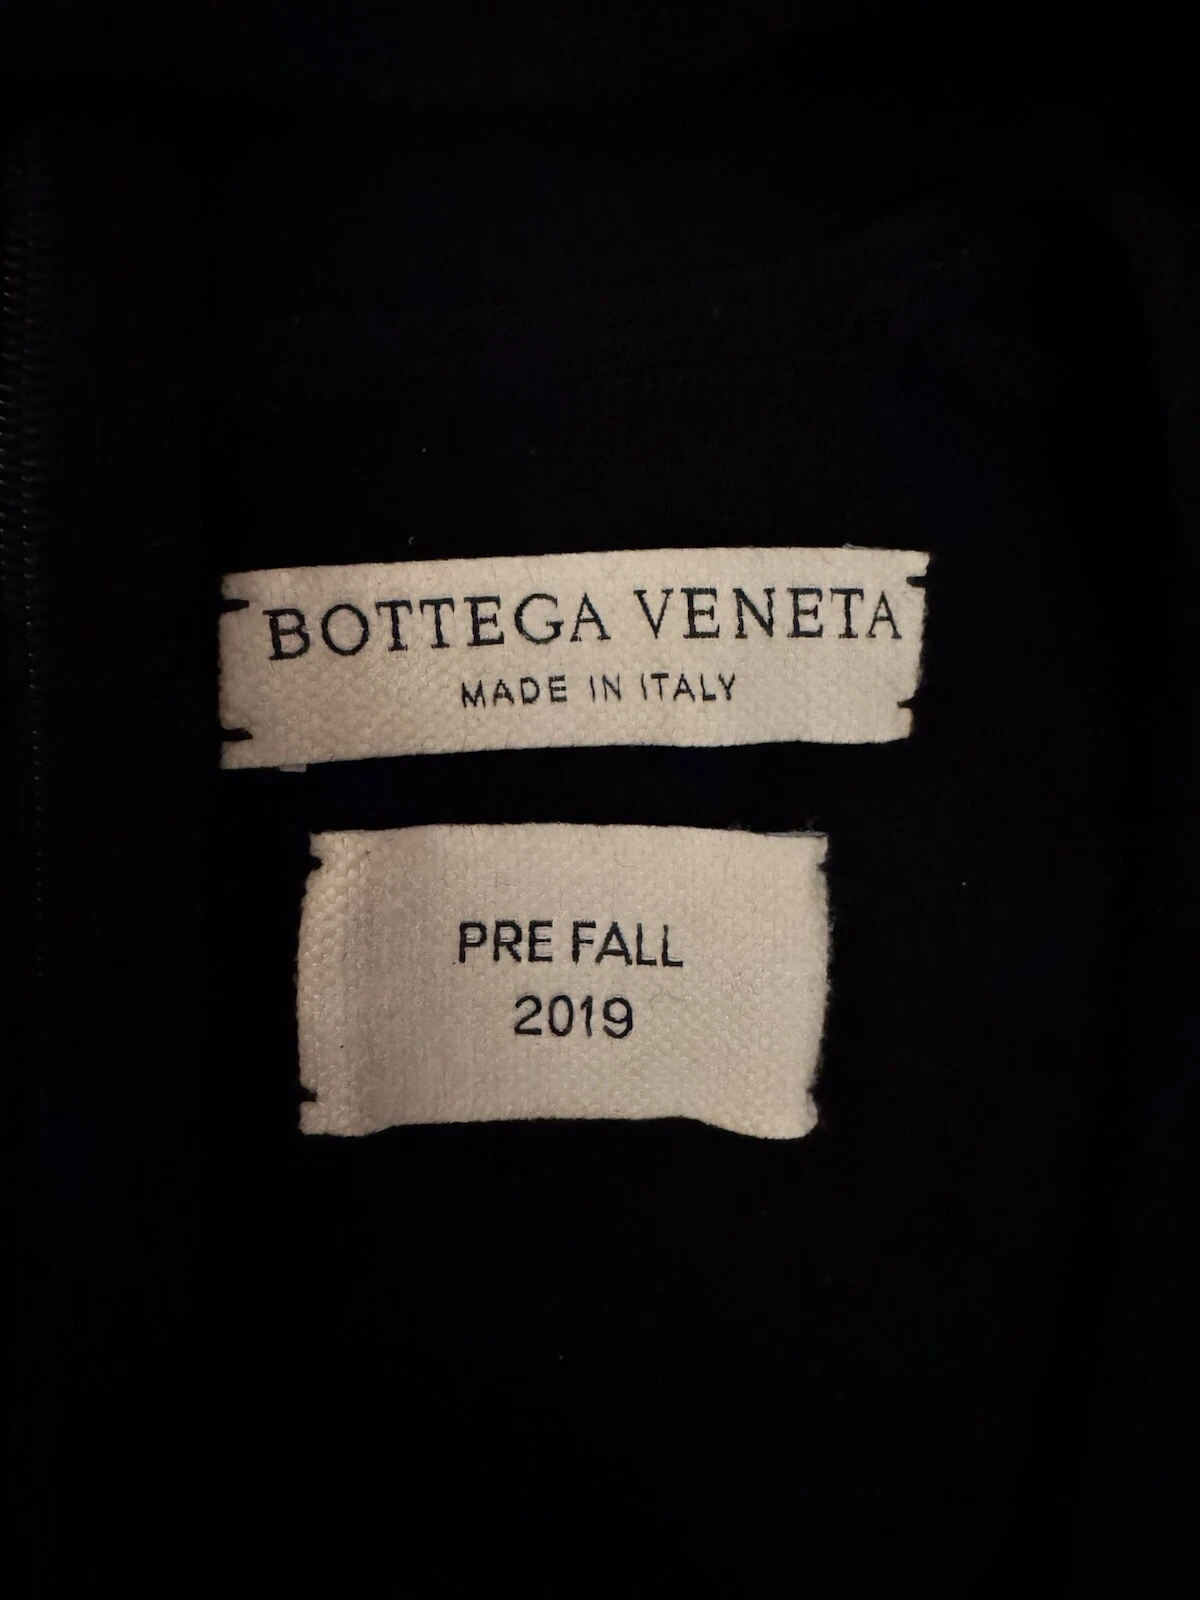 BOTTEGA VENETA
MADE IN ITALY
PRE FALL
2019